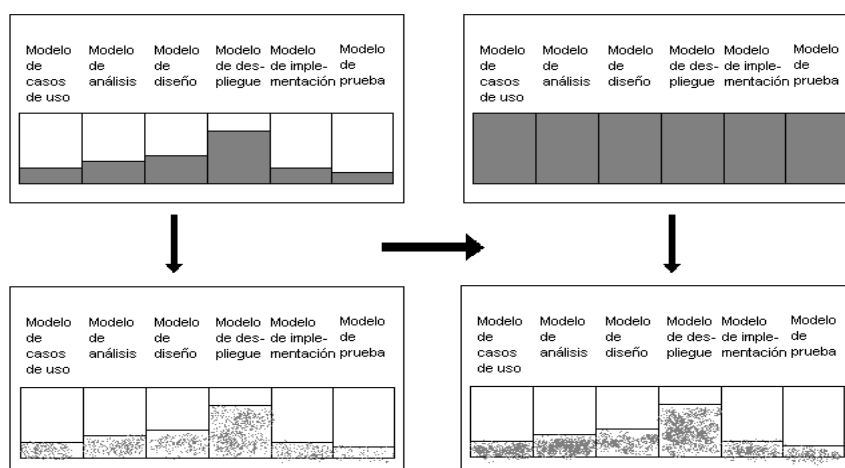 Modelo Modelo Modelo Modelo Modelo Modelo
de de de de des- de imple- de
casos análisis diseño pliegue mentación prueba
de uso
Modelo Modelo Modelo Modelo Modelo Modelo
de de de de des- de imple- de
casos análisis diseño pliegue mentación prueba
de uso
Modelo Modelo Modelo Modelo Modelo Modelo
de de de de des- de imple- de
casos análisis diseño pliegue mentación prueba
de uso
Modelo Modelo Modelo Modelo Modelo Modelo
de de de de des- de imple- de
casos análisis diseño pliegue mentación prueba
de uso